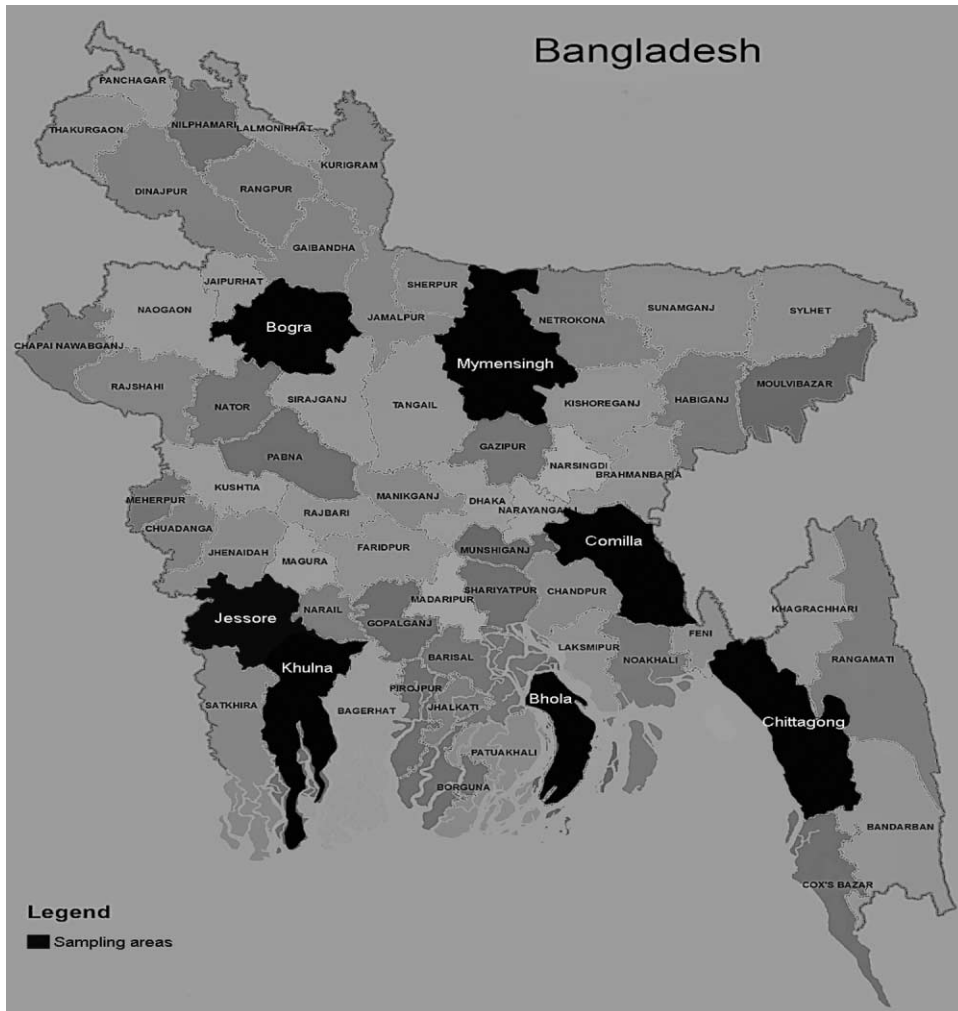 Bangladesh
PANCHAGAR
THAKURGAON
NILPHAMARI
LALMONIRHAT
KURIGRAM
DINAJPUR
RANGPUR
GAIBANDHA
JAIPURHAT
SHERPUR
NAOGAON
Bogra
JAMALPUR
NETROKONA
SUNAMGANJ
SYLHET
CHAPAI NAWABGANJ
Mymensingh
RAJSHAHI
NATOR
SIRAJGANJ
TANGAIL
KISHOREGANJ
HABIGANJ
MOULVIBAZAR
PABNA
GAZIPUR
NARSINGDI
BRAHMANBARIA
MEHERPUR
KUSHTIA
MANIKGANJ
DHAKA
NARAYANGANJ
CHUADANGA
RAJBARI
JHENAIDAH
MAGURA
FARIDPUR
MUNSHIGANJ
Comilla
SHARIYATPUR
CHANDPUR
MADARIPUR
Jessore
NARAIL
GOPALGANJ
KHAGRACHHARI
FENI
LAKSMIPUR
NOAKHALI
BARISAL
RANGAMATI
Khulna
PIROJPUR
SATKHIRA
BAGERHAT
JHALKATI
Bhola
Chittagong
PATUAKHALI
BORGUNA
BANDARBAN
COX'S BAZAR
Legend
Sampling areas